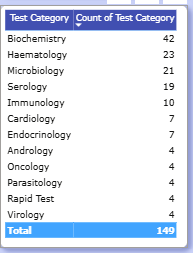 Test Category Count of Test Category
Biochemistry 42
Haematology 23
Microbiology 21
Serology 19
Immunology 10
Cardiology 7
Endocrinology 7
Andrology 4
Oncology 4
Parasitology 4
Rapid Test 4
Virology 4
Total 149